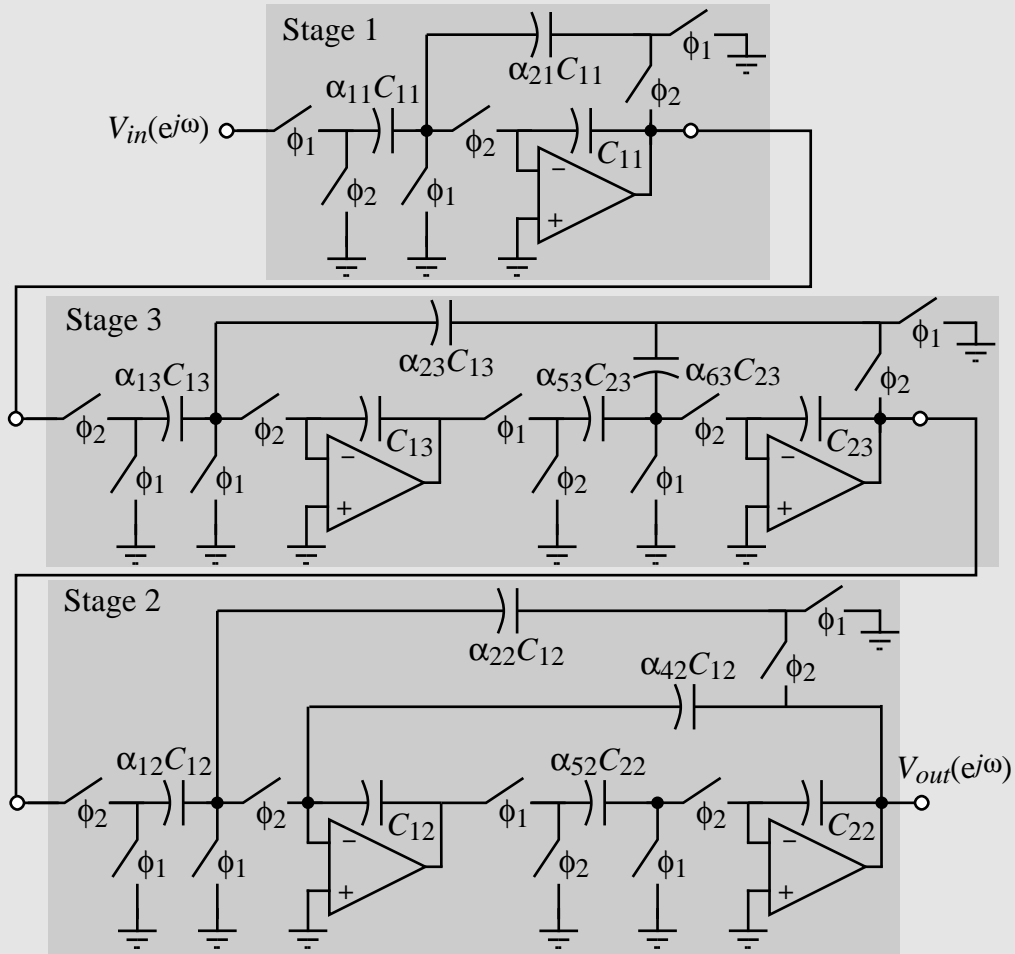 Stage 1
ϕ1
α21C11
α11C11
ϕ2
Vin(ejω)
ϕ1
ϕ2
C11
ϕ2
ϕ1
−
+
Stage 3
ϕ1
α23C13
α13C13
α53C23
α63C23
ϕ2
ϕ2
ϕ2
C13
ϕ1
ϕ2
C23
ϕ1
ϕ1
−
+
ϕ2
ϕ1
−
+
Stage 2
ϕ1
α22C12
α42C12
ϕ2
α12C12
α52C22
Vout(ejω)
ϕ2
ϕ2
C12
ϕ1
ϕ2
C22
ϕ1
ϕ1
−
+
ϕ2
ϕ1
−
+